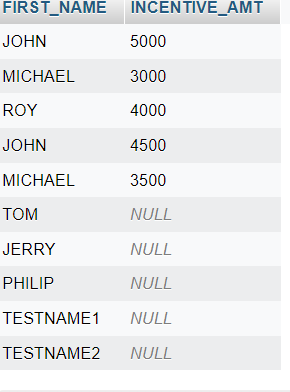 FIRST_NAME INCENTIVE_AMT
JOHN 5000
MICHAEL 3000
ROY 4000
JOHN 4500
MICHAEL 3500
TOM NULL
JERRY NULL
PHILIP NULL
TESTNAME1 NULL
TESTNAME2 NULL